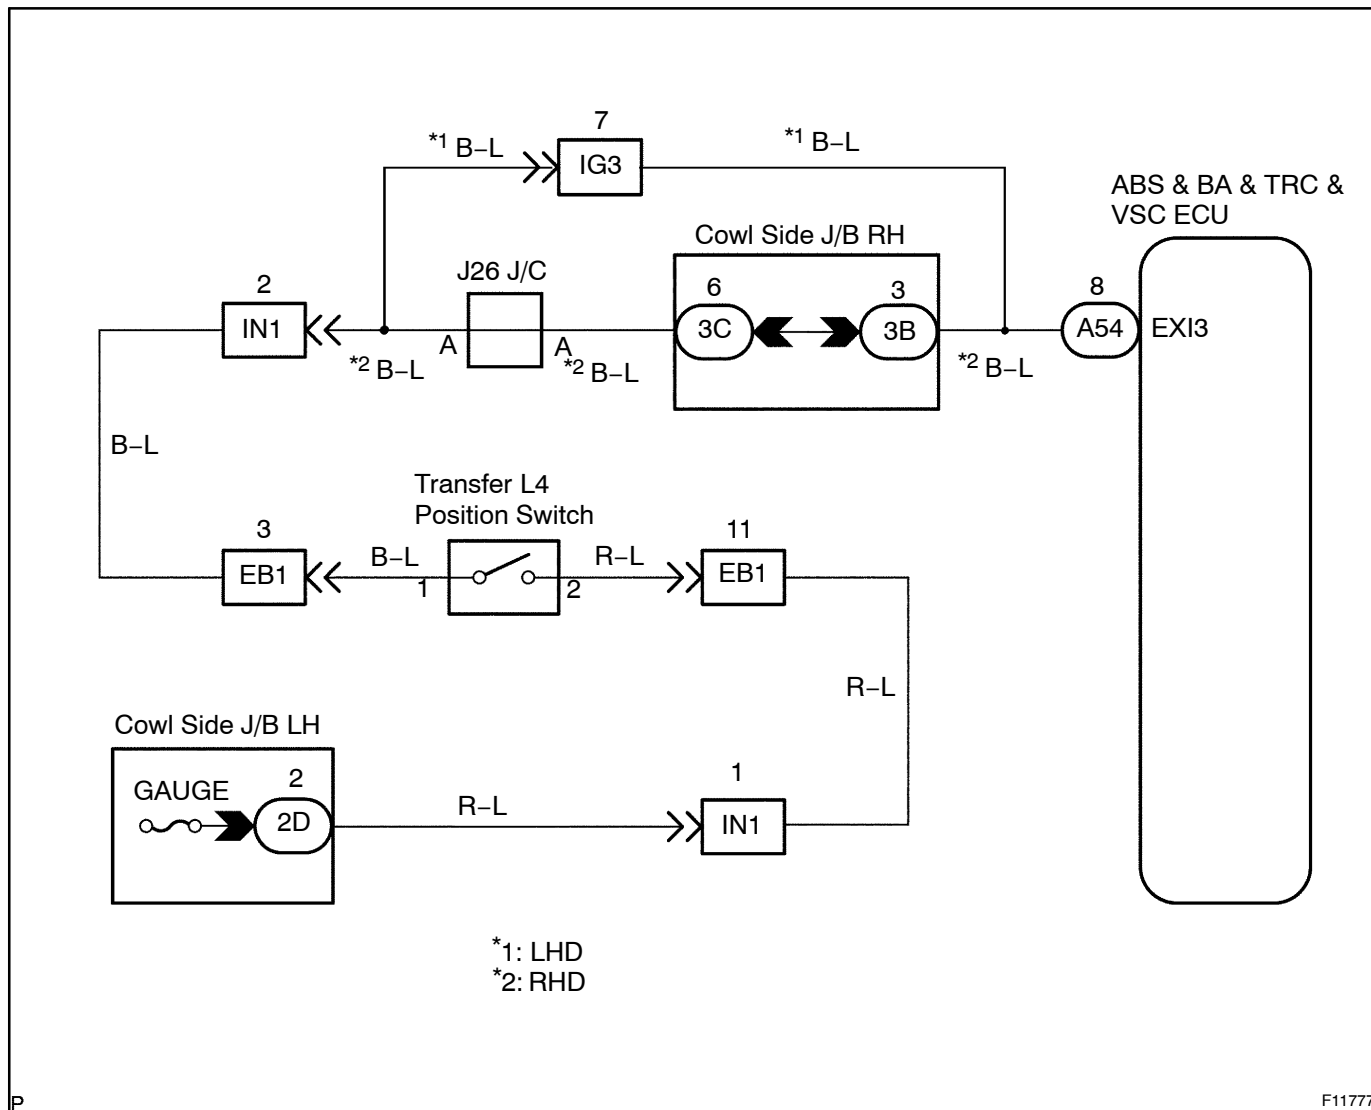 7
*1 B–L
IG3
*1 B–L
ABS & BA & TRC &
VSC ECU
Cowl Side J/B RH
J26 J/C
2
IN1
6
3C
3
3B
8
A54
EXI3
A
A
*2 B–L
*2 B–L
*2 B–L
B–L
Transfer L4
Position Switch
3
EB1
B–L
1
2
R–L
11
EB1
R–L
Cowl Side J/B LH
GAUGE
2
2D
R–L
1
IN1
*1: LHD
*2: RHD
P
F11777